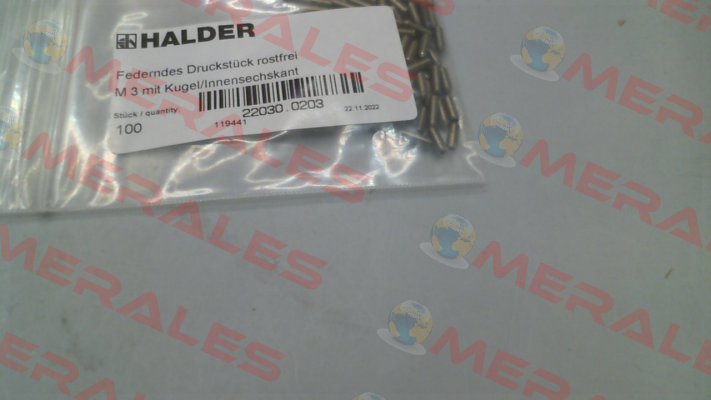 HALDER
Federndes Druckstück rostfrei
M 3 mit Kugel/Innensechskant
Stück / quantity
22030.0203
22.11.2022
100
119441
MERALES
MERALES
MERALES
MERALES
MERALES
MERALES